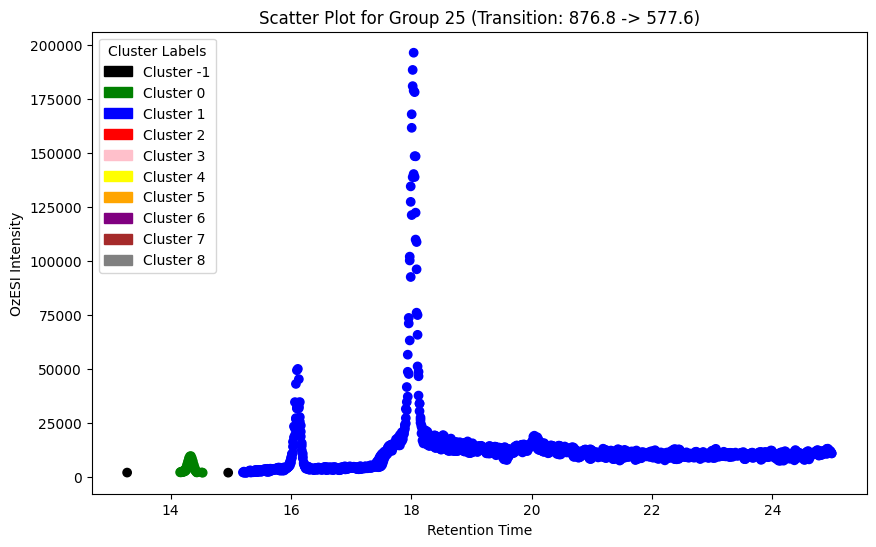 Scatter Plot for Group 25 (Transition: 876.8 -> 577.6)
Cluster Labels
Cluster -1
Cluster 0
Cluster 1
Cluster 2
Cluster 3
Cluster 4
Cluster 5
Cluster 6
Cluster 7
Cluster 8
OzESI Intensity
200000
175000
150000
125000
100000
75000
50000
25000
0
14 16 18 20 22 24
Retention Time